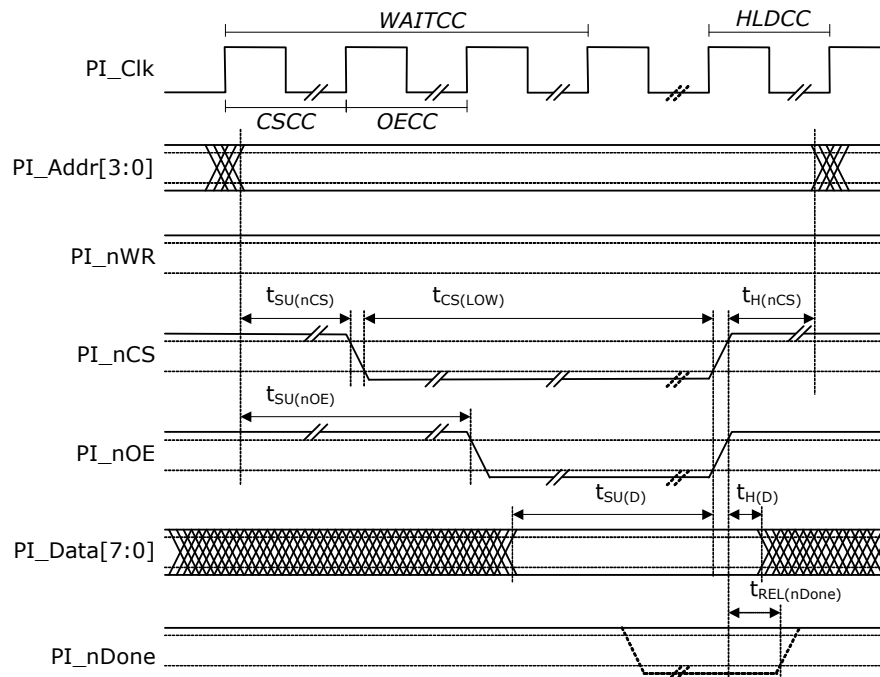 WAITCC
HLDCC
PI_Clk
CSCC
OECC
PI_Addr[3:0]
PI_nWR
tSU(nCS)
tCS(LOW)
tH(nCS)
PI_nCS
tSU(nOE)
PI_nOE
tSU(D)
tH(D)
PI_Data[7:0]
tREL(nDone)
PI_nDone